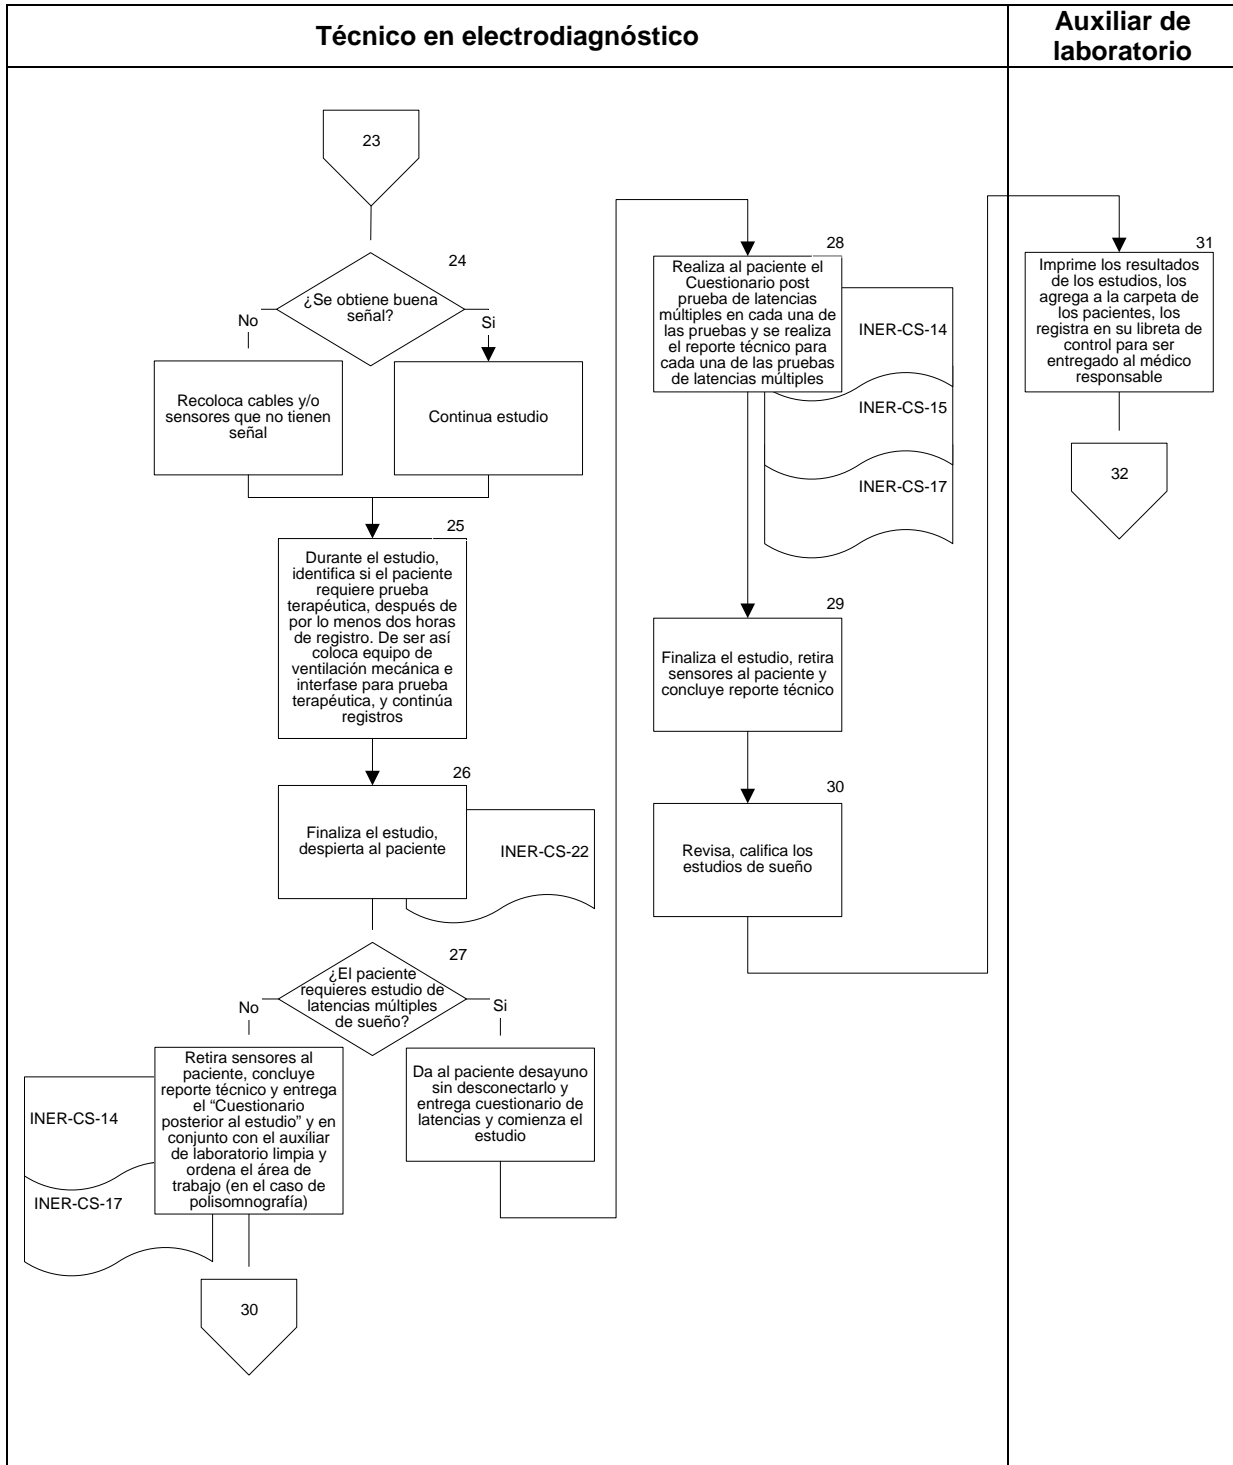 Técnico en electrodiagnóstico
Auxiliar de
laboratorio
23
24
¿Se obtiene buena
señal?
No
Si
Recoloca cables y/o
sensores que no tienen
señal
Continua estudio
25
Durante el estudio,
identifica si el paciente
requiere prueba
terapéutica, después de
por lo menos dos horas
de registro. De ser así
coloca equipo de
ventilación mecánica e
interfase para prueba
terapéutica, y continúa
registros
26
Finaliza el estudio,
despierta al paciente
INER-CS-22
27
¿El paciente
requieres estudio de
latencias múltiples
de sueño?
No
Si
Retira sensores al
paciente, concluye
reporte técnico y entrega
el “Cuestionario
posterior al estudio” y en
conjunto con el auxiliar
de laboratorio limpia y
ordena el área de
trabajo (en el caso de
polisomnografía)
INER-CS-14
INER-CS-17
30
Da al paciente desayuno
sin desconectarlo y
entrega cuestionario de
latencias y comienza el
estudio
28
Realiza al paciente el
Cuestionario post
prueba de latencias
múltiples en cada una de
las pruebas y se realiza
el reporte técnico para
cada una de las pruebas
de latencias múltiples
INER-CS-14
INER-CS-15
INER-CS-17
29
Finaliza el estudio, retira
sensores al paciente y
concluye reporte técnico
30
Revisa, califica los
estudios de sueño
31
Imprime los resultados
de los estudios, los
agrega a la carpeta de
los pacientes, los
registra en su libreta de
control para ser
entregado al médico
responsable
32